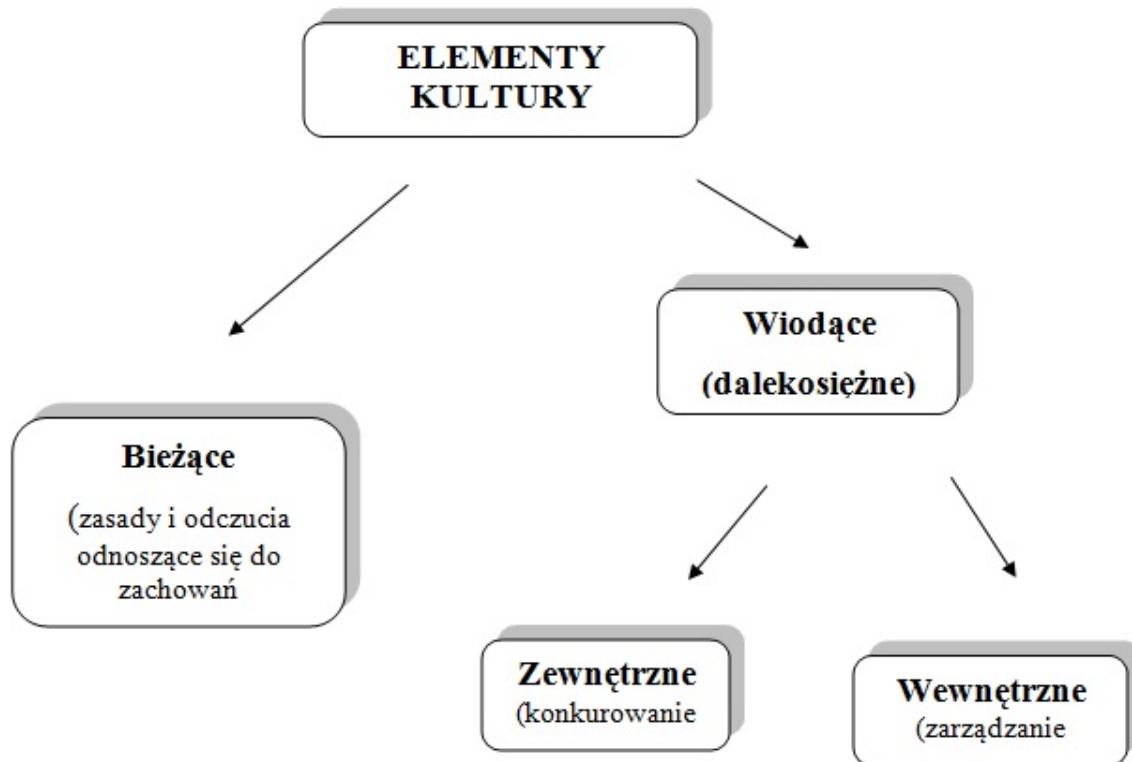 ELEMENTY
KULTURY
Wiodące
(dalekosiężne)
Bieżące
(zasady i odczucia
odnoszące się do
zachowań
Zewnętrzne
(konkurowanie
Wewnętrzne
(zarządzanie